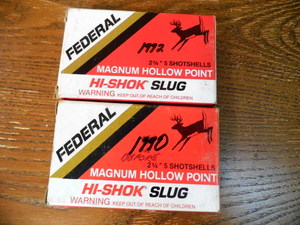 FEDERAL
1992
2¾" 5 SHOTSHELLS
MAGNUM HOLLOW POINT
HI-SHOK SLUG
WARNING KEEP OUT OF REACH OF CHILDREN.
FEDERAL
1990
2¾" 5 SHOTSHELLS
MAGNUM HOLLOW POINT
HI-SHOK SLUG
WARNING KEEP OUT OF REACH OF CHILDREN.